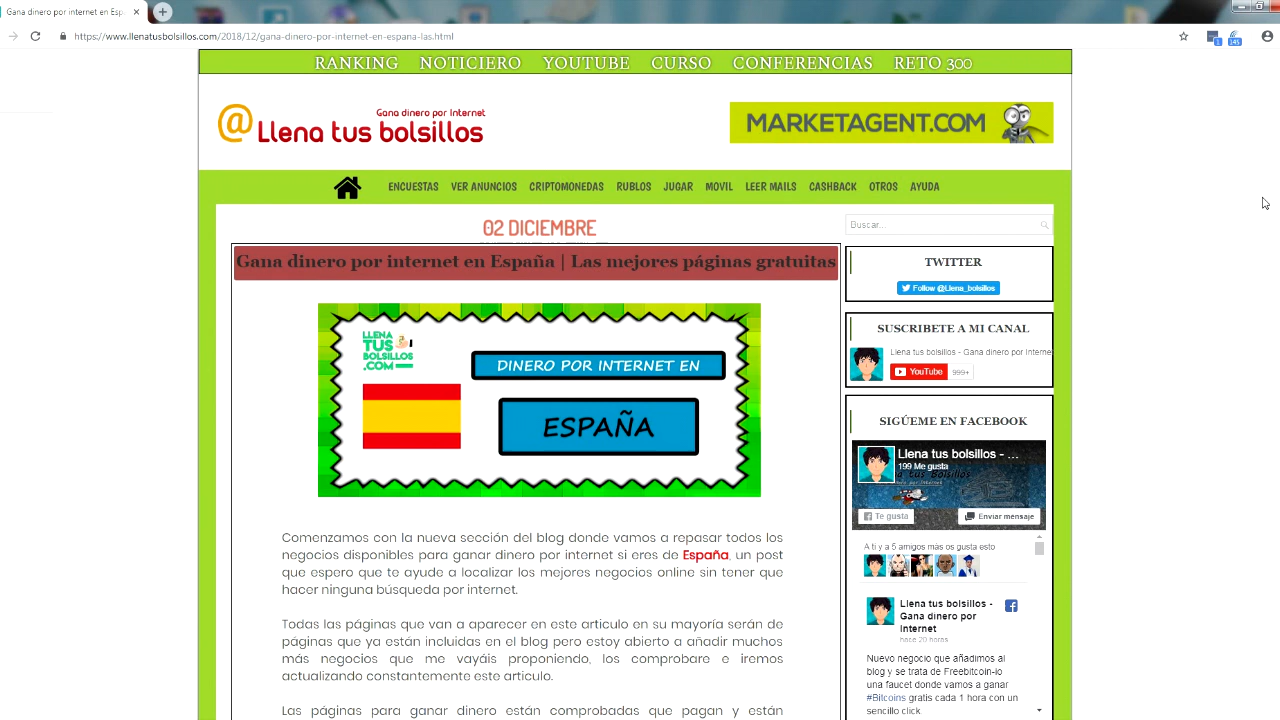 Gana dinero por internet en Esp
https://www.llenatusbolsillos.com/2018/12/gana-dinero-por-internet-en-espana-las.html
1
145
RANKING NOTICIERO YOUTUBE CURSO CONFERENCIAS RETO 300
Gana dinero por Internet
@Llena tus bolsillos
MARKETAGENT.COM
ENCUESTAS VER ANUNCIOS CRIPTOMONEDAS RUBLOS JUGAR MOVIL LEER MAILS CASHBACK OTROS AYUDA
02 DICIEMBRE
Gana dinero por internet en España | Las mejores páginas gratuitas
LLENA
TUS
BOLSILLOS
.COM
DINERO POR INTERNET EN
ESPAÑA
Comenzamos con la nueva sección del blog donde vamos a repasar todos los
negocios disponibles para ganar dinero por internet si eres de España, un post
que espero que te ayude a localizar los mejores negocios online sin tener que
hacer ninguna búsqueda por internet.
Todas las páginas que van a aparecer en este articulo en su mayoría serán de
páginas que ya están incluidas en el blog pero estoy abierto a añadir muchos
más negocios que me vayáis proponiendo, los comprobare e iremos
actualizando constantemente este articulo.
Las páginas para ganar dinero están comprobadas que pagan y están
Buscar...
TWITTER
Follow @Llena_bolsillos
SUSCRIBETE A MI CANAL
Llena tus bolsillos - Gana dinero por Interne
YouTube 999+
SIGÚEME EN FACEBOOK
Llena tus bolsillos - ...
199 Me gusta
Te gusta
Enviar mensaje
A ti y a 5 amigos más os gusta esto
Llena tus bolsillos -
Gana dinero por
Internet
hace 20 horas
Nuevo negocio que añadimos al
blog y se trata de Freebitcoin-io
una faucet donde vamos a ganar
#Bitcoins gratis cada 1 hora con un
sencillo click.